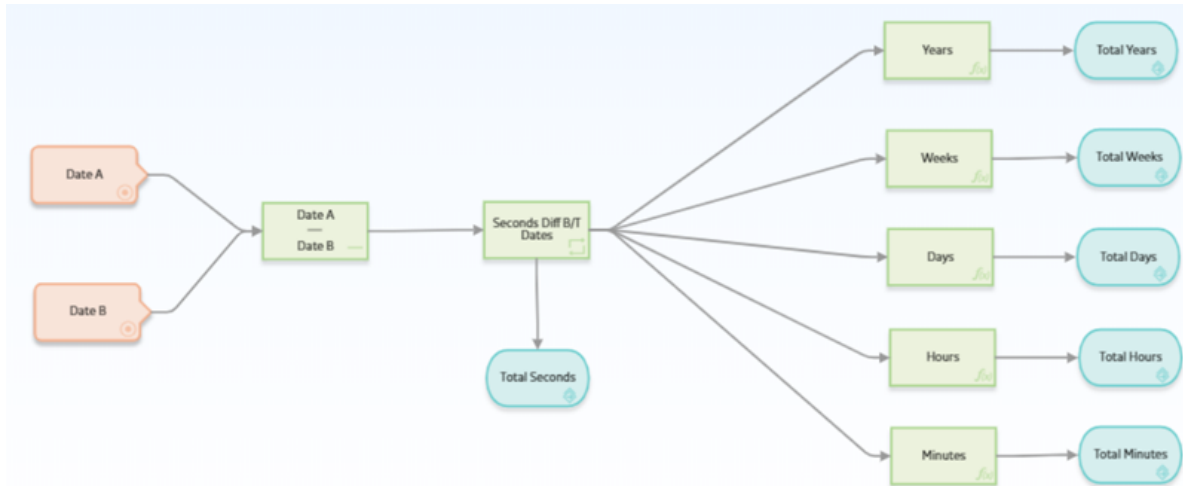 Date A
Date B
Date A
—
Date B
Seconds Diff B/T
Dates
Total Seconds
Years
Total Years
Weeks
Total Weeks
Days
Total Days
Hours
Total Hours
Minutes
Total Minutes